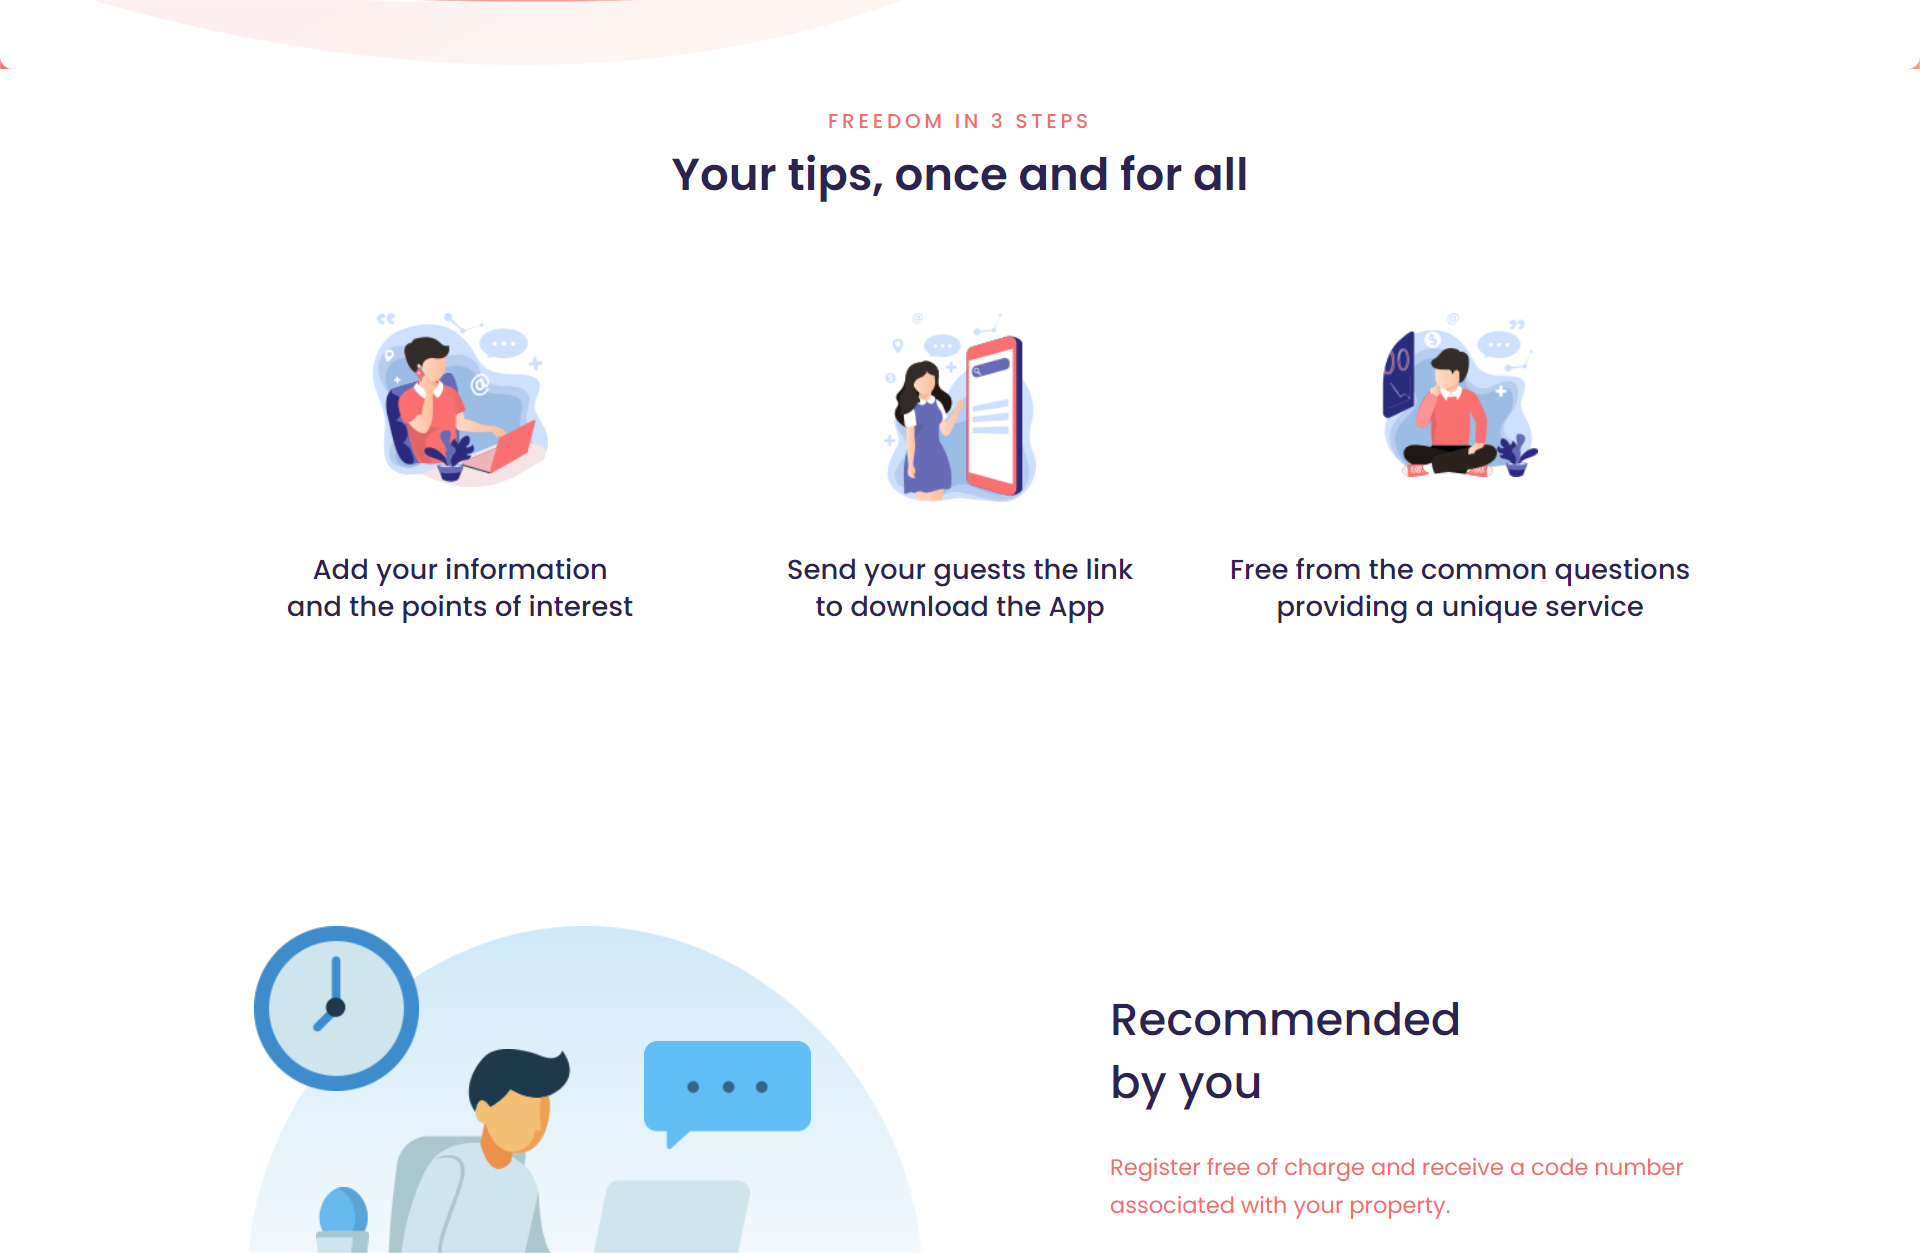 FREEDOM IN 3 STEPS
Your tips, once and for all
Add your information
and the points of interest
Send your guests the link
to download the App
Free from the common questions
providing a unique service
Recommended
by you
Register free of charge and receive a code number
associated with your property.